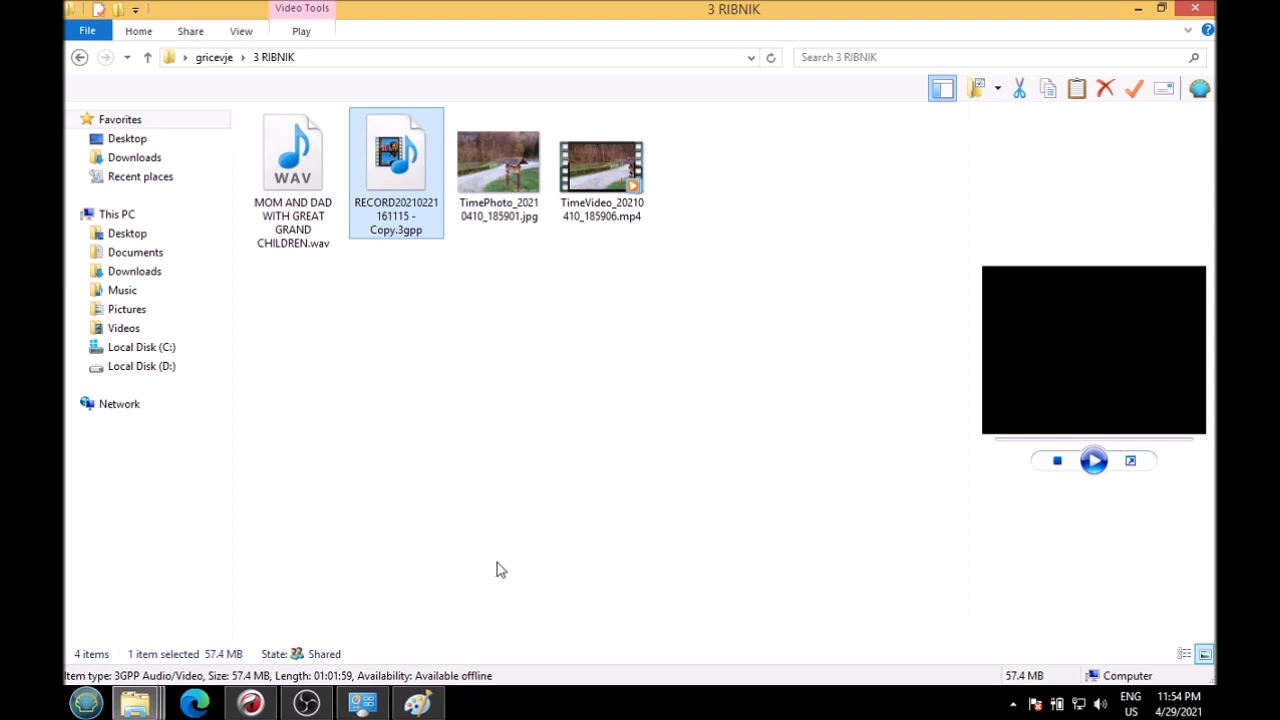 Video Tools
3 RIBNIK
File
Home
Share
View
Play
gricevje
3 RIBNIK
Search 3 RIBNIK
Favorites
Desktop
Downloads
Recent places
This PC
Desktop
Documents
Downloads
Music
Pictures
Videos
Local Disk (C:)
Local Disk (D:)
Network
WAV
MOM AND DAD
WITH GREAT
GRAND
CHILDREN.wav
RECORD20210221
161115 -
Copy.3gpp
TimePhoto_2021
0410_185901.jpg
TimeVideo_20210
410_185906.mp4
4 items
1 item selected 57.4 MB
State:
Shared
Item type: 3GPP Audio/Video, Size: 57.4 MB, Length: 01:01:59, Availability: Available offline
57.4 MB
Computer
ENG
US
11:54 PM
4/29/2021